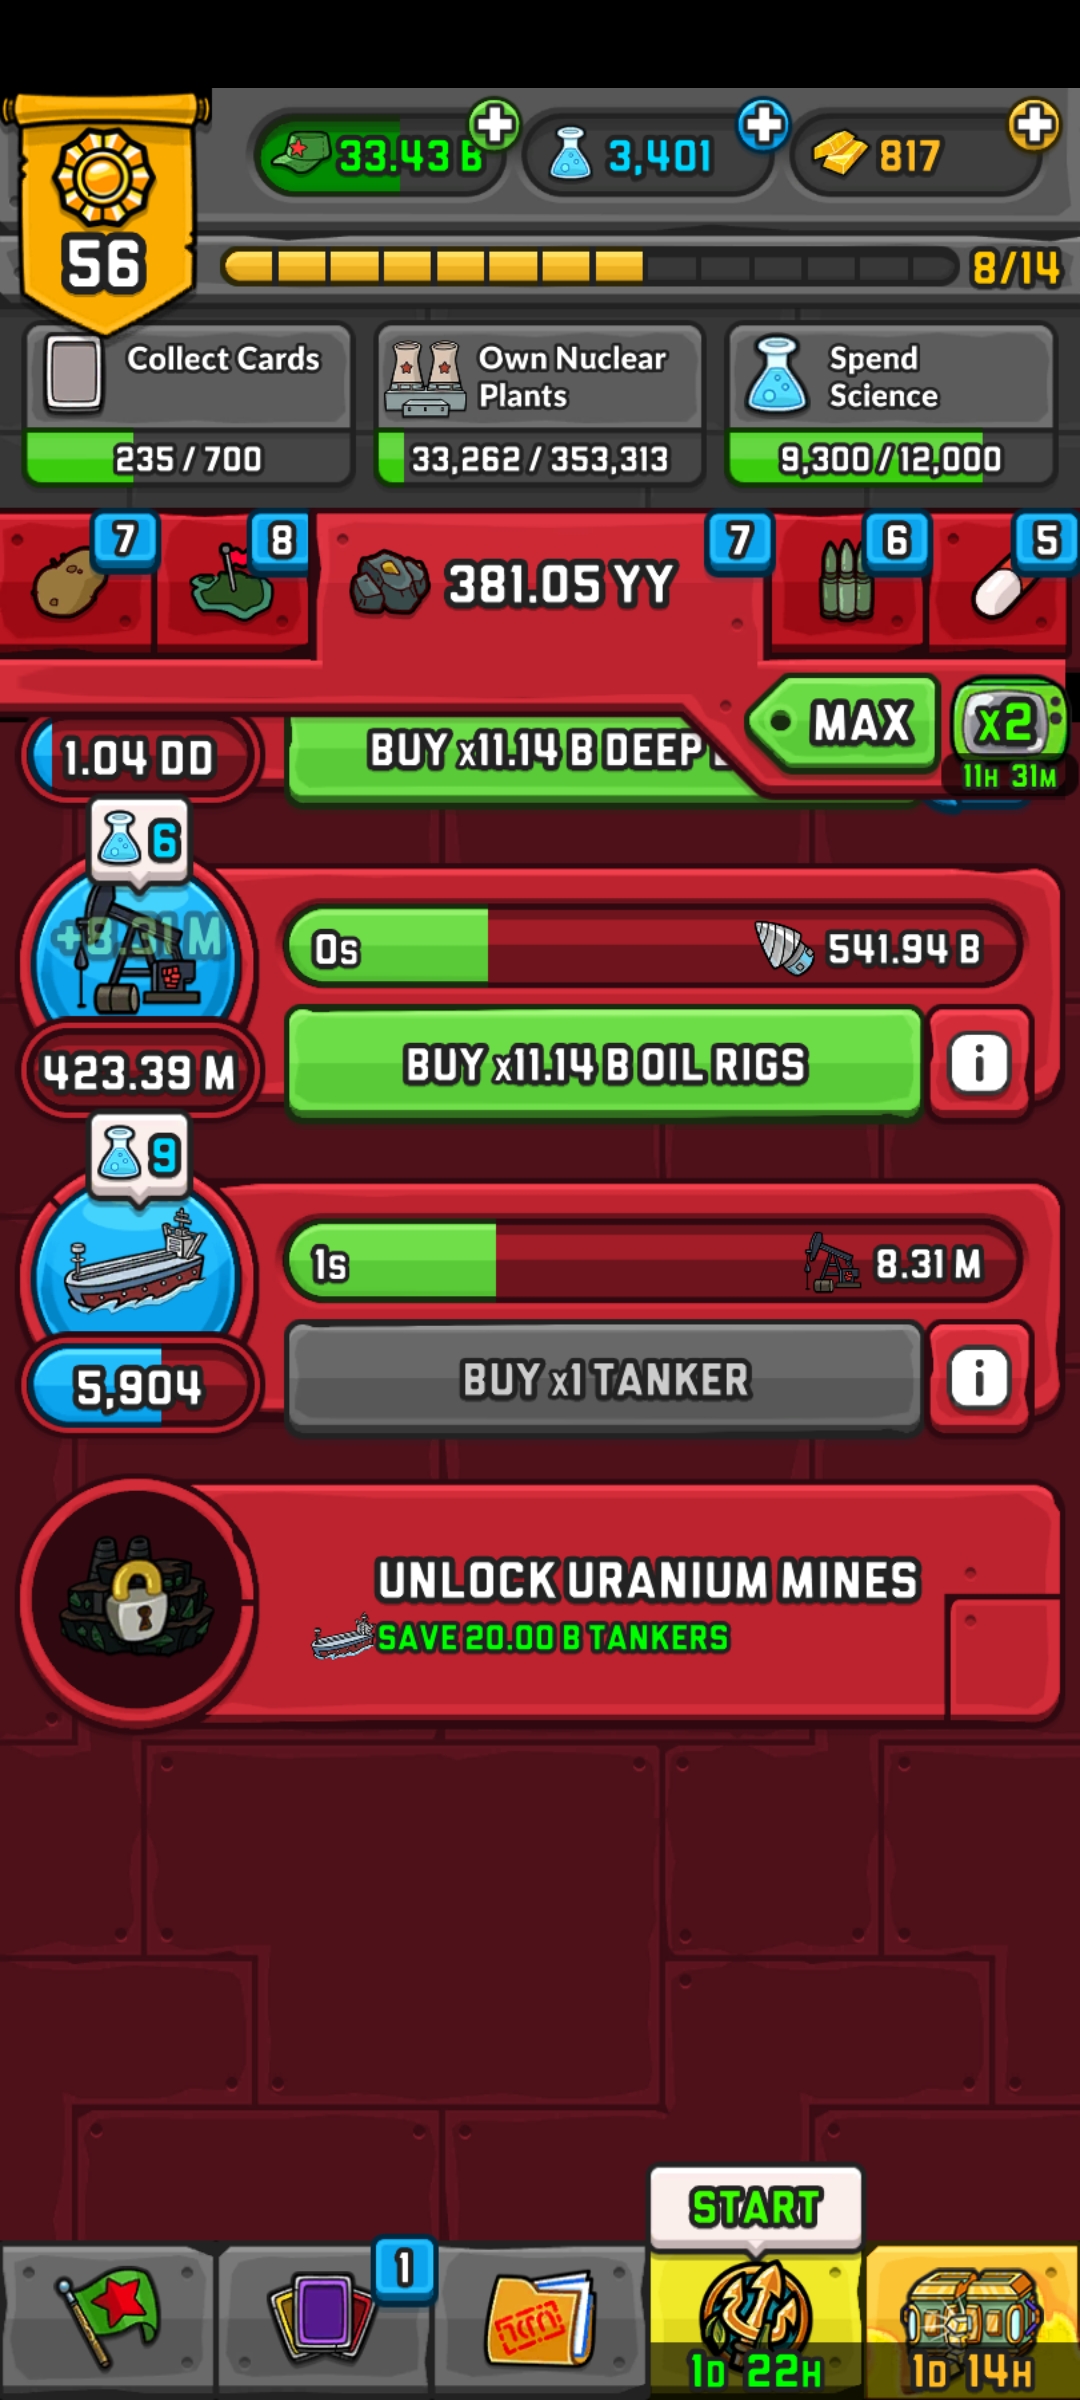 56
33.43 B
3,401
817
8/14
Collect Cards
235 / 700
Own Nuclear
Plants
33,262 / 353,313
Spend
Science
9,300 / 12,000
7
8
381.05 YY
7
6
5
MAX
x2
11H 31M
1.04 DD
BUY x11.14 B DEEP
6
+8.31 M
0s
541.94 B
423.39 M
BUY x11.14 B OIL RIGS
i
9
1s
8.31 M
5,904
BUY x1 TANKER
i
UNLOCK URANIUM MINES
SAVE 20.00 B TANKERS
START
1
1D 22H
1D 14H